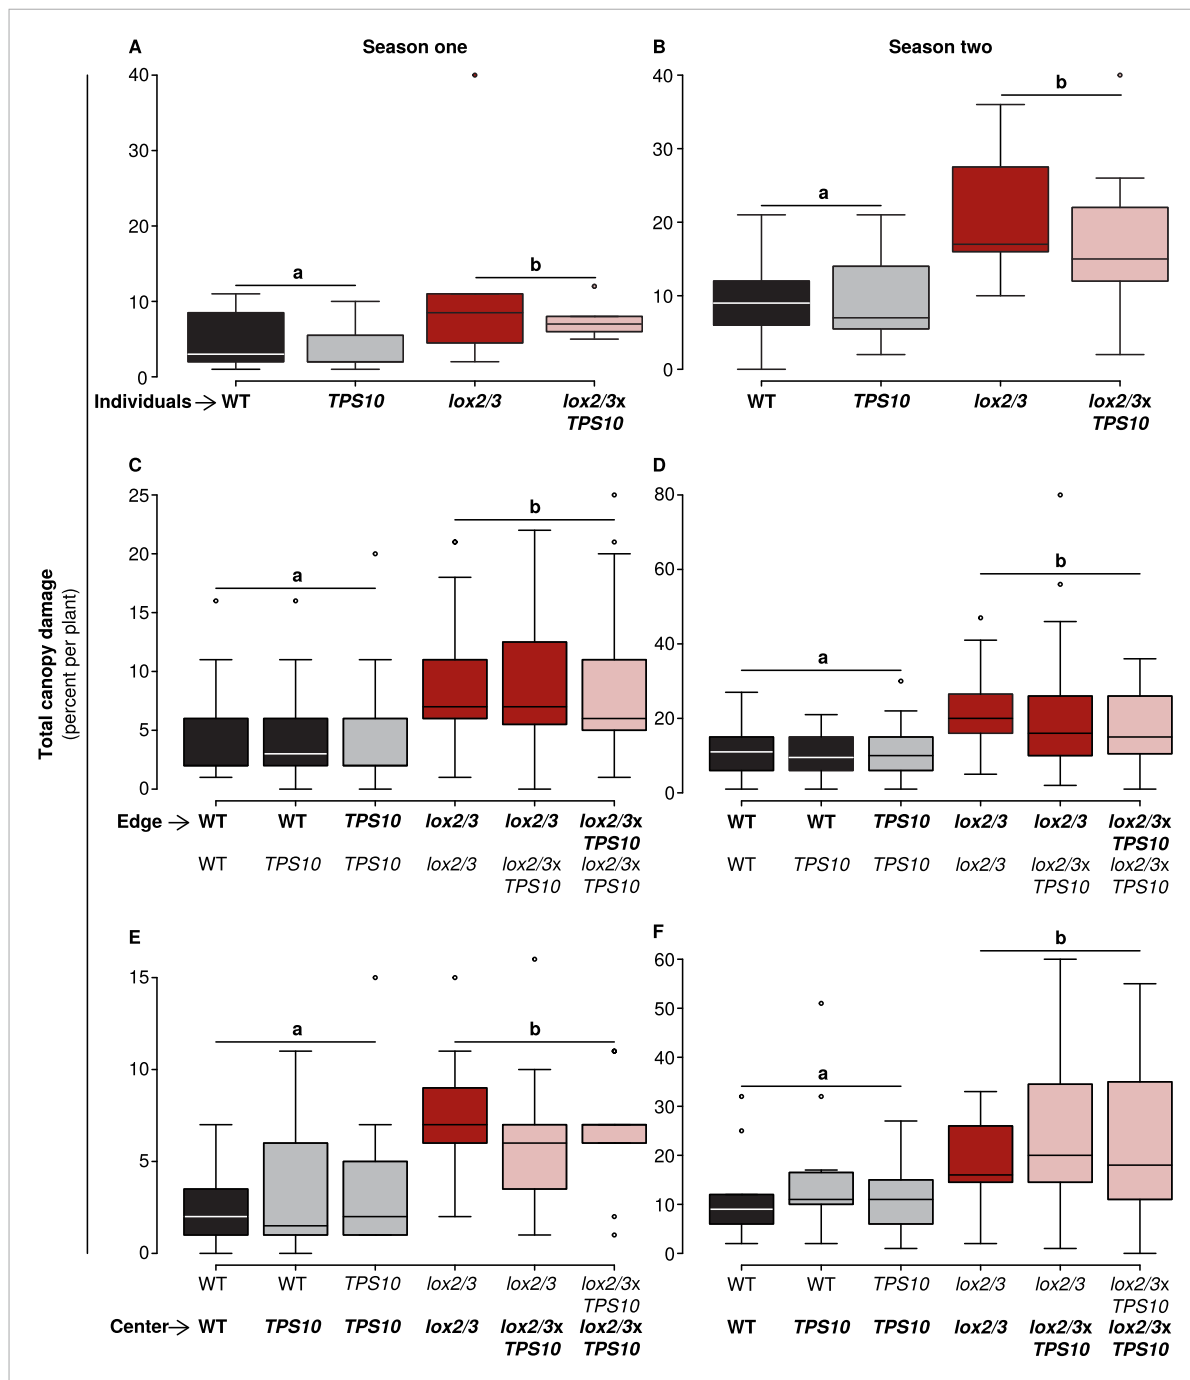 A Season one
B Season two
40
30
20
10
0
a
b
Individuals → WT TPS10 lox2/3 lox2/3x
TPS10
40
30
20
10
0
a
b
WT TPS10 lox2/3 lox2/3x
TPS10
Total canopy damage
(percent per plant)
C
25
20
15
10
5
0
a
b
Edge → WT WT TPS10 lox2/3 lox2/3 lox2/3x
TPS10
WT TPS10 TPS10 lox2/3 lox2/3x lox2/3x
TPS10 TPS10
D
80
60
40
20
0
a
b
WT WT TPS10 lox2/3 lox2/3 lox2/3x
TPS10
WT TPS10 TPS10 lox2/3 lox2/3x lox2/3x
TPS10 TPS10
E
15
10
5
0
a
b
WT WT TPS10 lox2/3 lox2/3 lox2/3x
TPS10
Center → WT TPS10 TPS10 lox2/3 lox2/3x lox2/3x
TPS10 TPS10
F
60
50
40
30
20
10
0
a
b
WT WT TPS10 lox2/3 lox2/3 lox2/3x
TPS10
WT TPS10 TPS10 lox2/3 lox2/3x lox2/3x
TPS10 TPS10